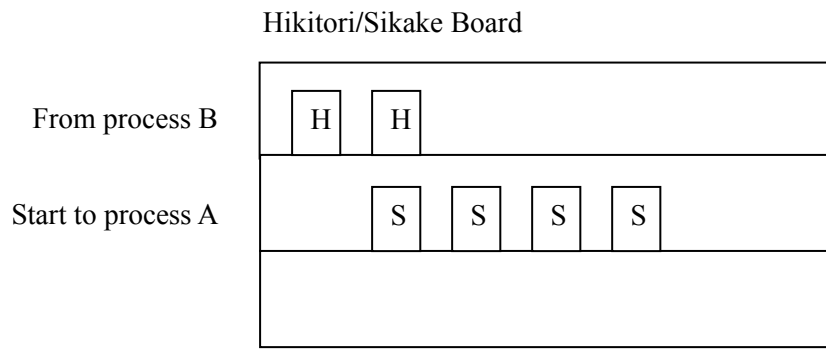 Hikitori/Sikake Board
From process B H H
Start to process A S S S S